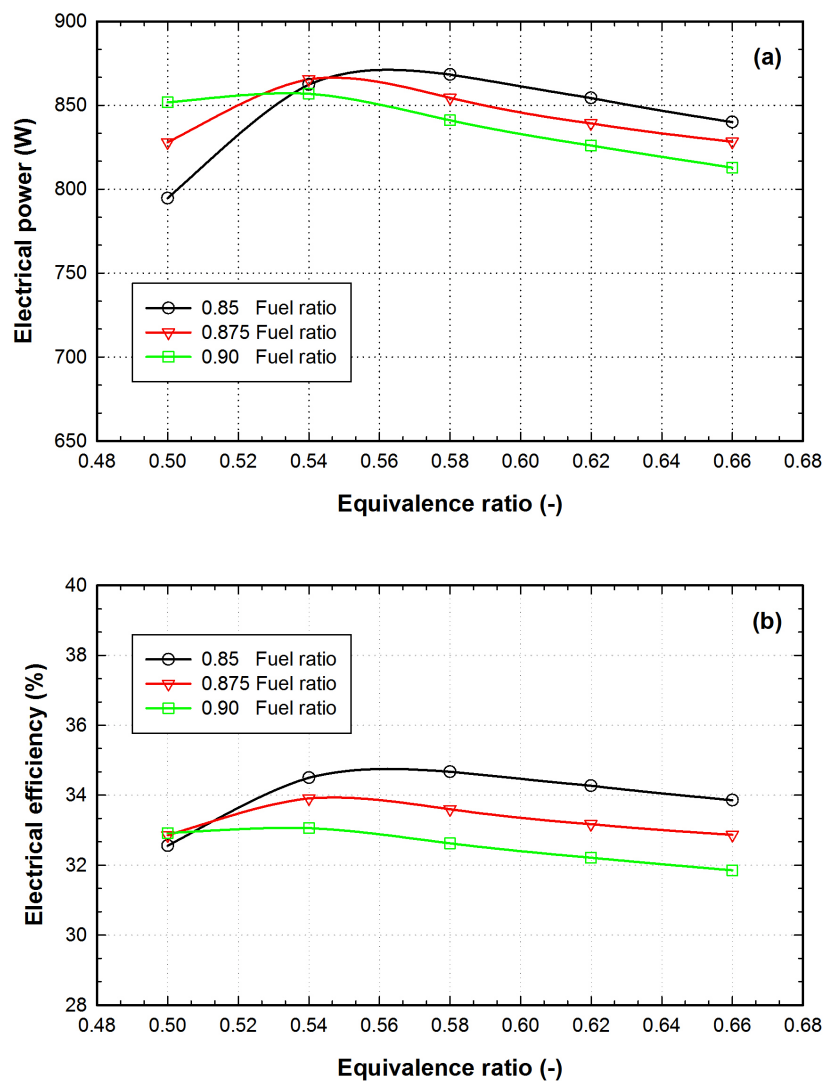 (a)
Electrical power (W)
900
850
800
750
700
650
0.85 Fuel ratio
0.875 Fuel ratio
0.90 Fuel ratio
0.48 0.50 0.52 0.54 0.56 0.58 0.60 0.62 0.64 0.66 0.68
Equivalence ratio (-)
(b)
Electrical efficiency (%)
40
38
36
34
32
30
28
0.85 Fuel ratio
0.875 Fuel ratio
0.90 Fuel ratio
0.48 0.50 0.52 0.54 0.56 0.58 0.60 0.62 0.64 0.66 0.68
Equivalence ratio (-)